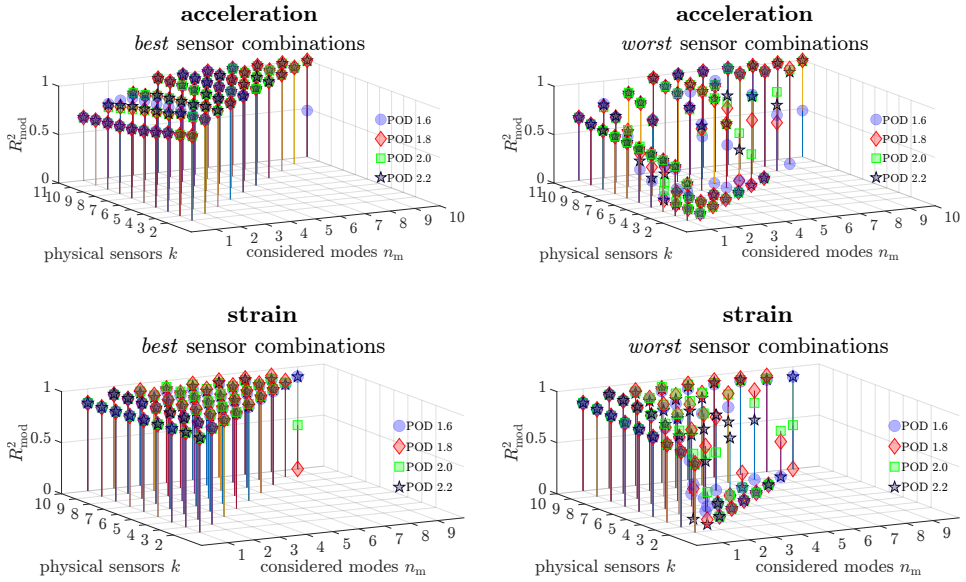 acceleration
best sensor combinations
1
0.5
0
R²mod
11
10
9
8
7
6
5
4
3
2
physical sensors k
1
2
3
4
5
6
7
8
9
10
considered modes nm
POD 1.6
POD 1.8
POD 2.0
POD 2.2
acceleration
worst sensor combinations
1
0.5
0
R²mod
11
10
9
8
7
6
5
4
3
2
physical sensors k
1
2
3
4
5
6
7
8
9
10
considered modes nm
POD 1.6
POD 1.8
POD 2.0
POD 2.2
strain
best sensor combinations
1
0.5
0
R²mod
10
9
8
7
6
5
4
3
2
physical sensors k
1
2
3
4
5
6
7
8
9
considered modes nm
POD 1.6
POD 1.8
POD 2.0
POD 2.2
strain
worst sensor combinations
1
0.5
0
R²mod
10
9
8
7
6
5
4
3
2
physical sensors k
1
2
3
4
5
6
7
8
9
considered modes nm
POD 1.6
POD 1.8
POD 2.0
POD 2.2